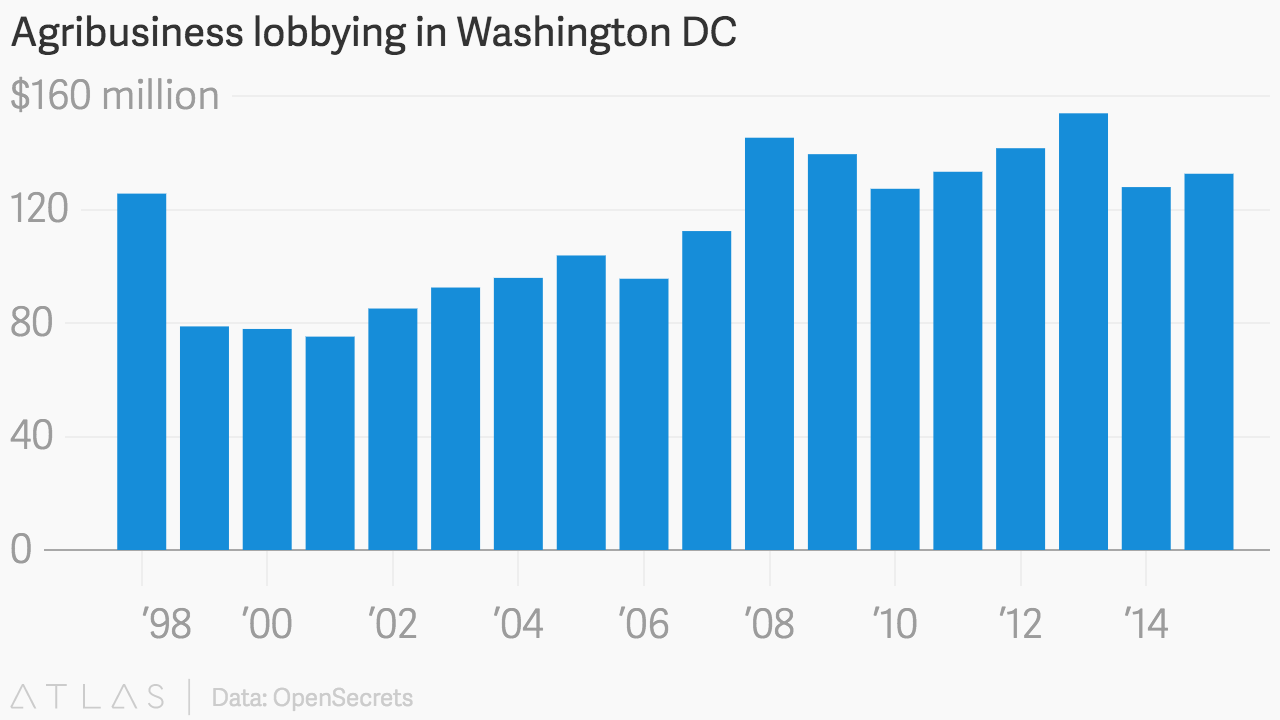 Agribusiness lobbying in Washington DC
$160 million
120
80
40
0
’98 ’00 ’02 ’04 ’06 ’08 ’10 ’12 ’14
ATLAS | Data: OpenSecrets